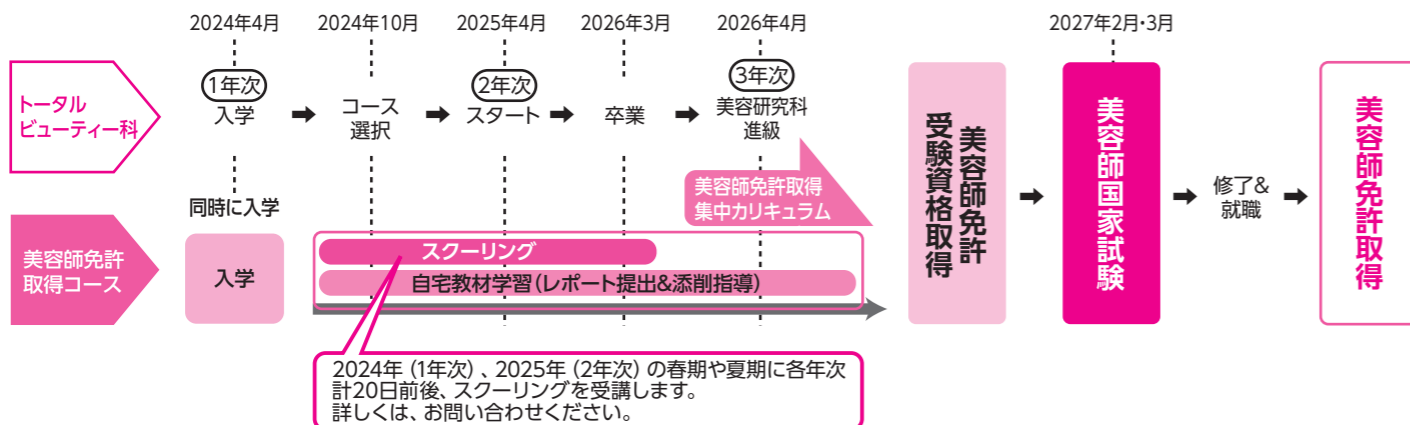 2024年4月
2024年10月
2025年4月
2026年3月
2026年4月
2027年2月・3月
トータル
ビューティー科
1年次
入学
コース
選択
2年次
スタート
卒業
3年次
美容研究科
進級
美容師免許取得
集中カリキュラム
同時に入学
美容師免許
取得コース
入学
スクーリング
自宅教材学習(レポート提出&添削指導)
2024年 (1年次) 、2025年 (2年次) の春期や夏期に各年次
計20日前後、スクーリングを受講します。
詳しくは、お問い合わせください。
美容師免許
受験資格取得
美容師国家試験
修了&
就職
美容師免許取得